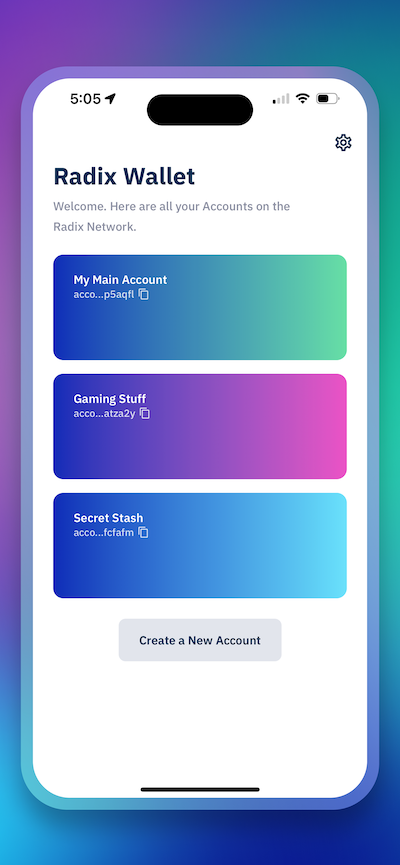 5:05
Radix Wallet
Welcome. Here are all your Accounts on the
Radix Network.
My Main Account
acco...p5aqfl
Gaming Stuff
acco...atza2y
Secret Stash
acco...fcfafm
Create a New Account